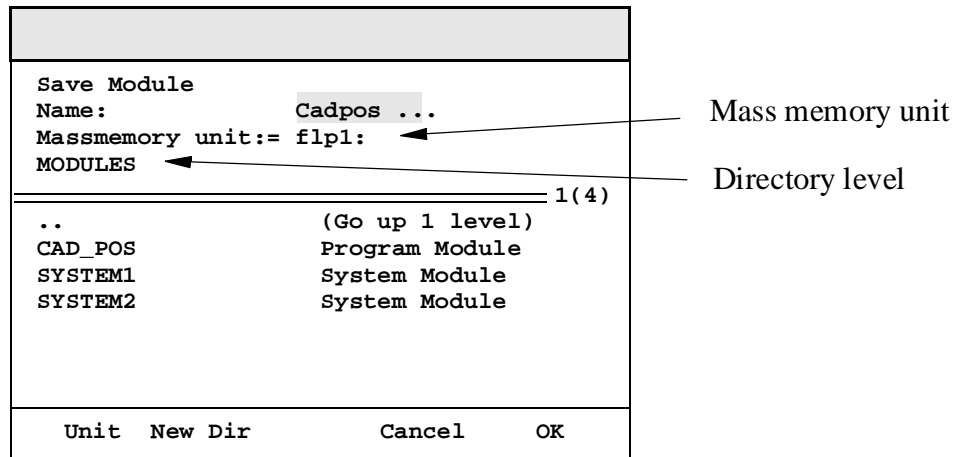 Save Module
Name: Cadpos ...
Massmemory unit:= flp1:
MODULES
1(4)
.. (Go up 1 level)
CAD_POS Program Module
SYSTEM1 System Module
SYSTEM2 System Module
Unit New Dir Cancel OK
Mass memory unit
Directory level